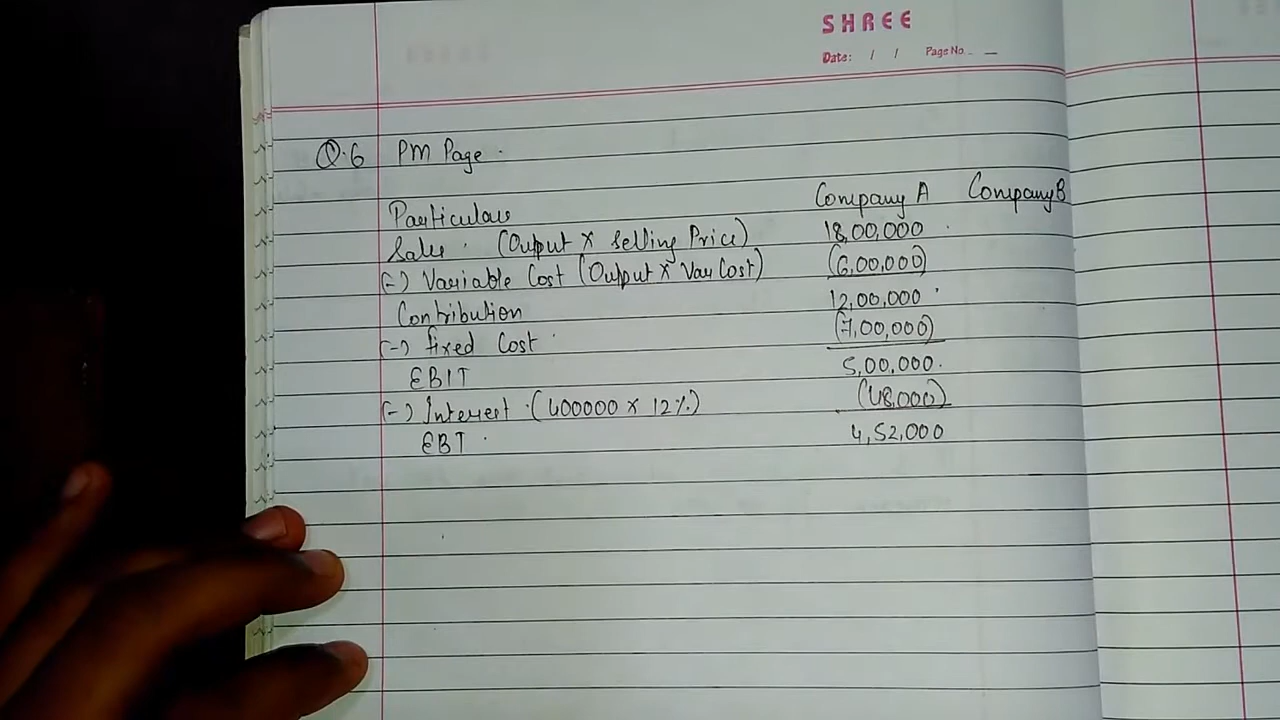 SHREE
Date: / / Page No.
Q.6 PM Page.
Particulars Company A Company B
Sales. (Output x Selling Price) 18,00,000
(-) Variable Cost (Output x Var Cost) (6,00,000)
Contribution 12,00,000
(-) fixed Cost (7,00,000)
EBIT 5,00,000.
(-) Interest (400000 x 12%) (48,000)
EBT 4,52,000